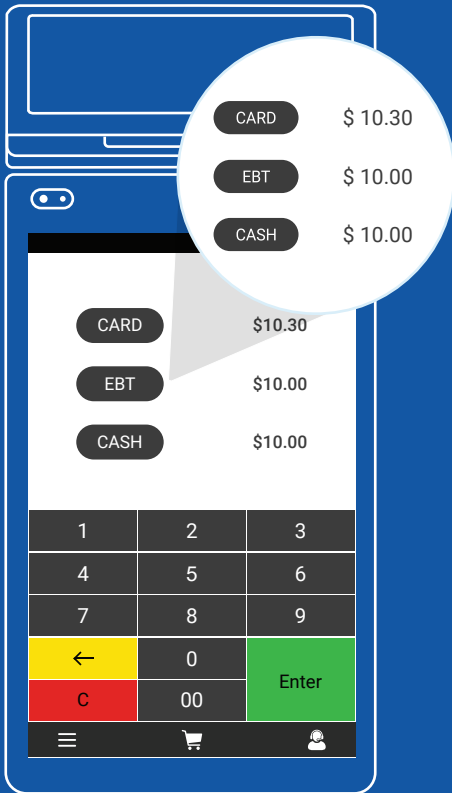 CARD $ 10.30
EBT $ 10.00
CASH $ 10.00
CARD $10.30
EBT $10.00
CASH $10.00
1 2 3
4 5 6
7 8 9
← 0 Enter
C 00